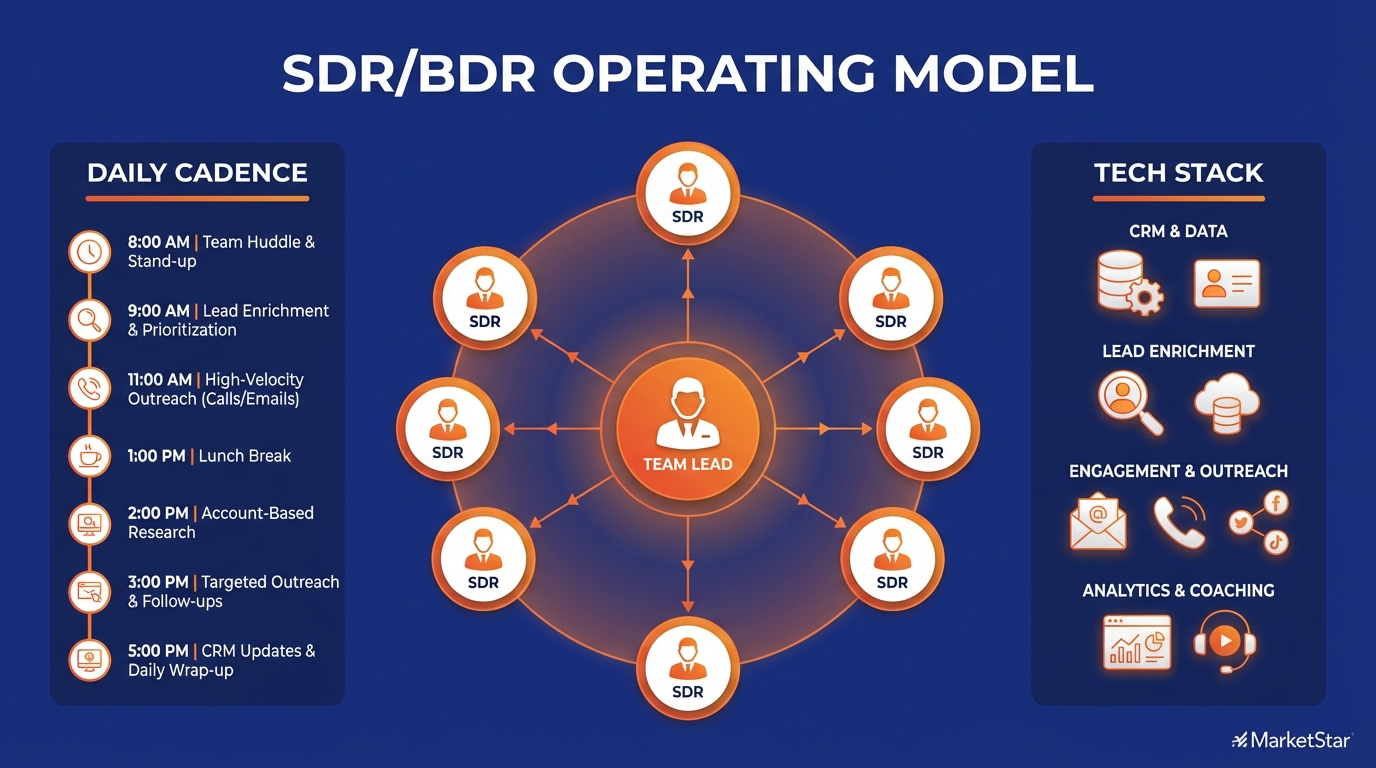 SDR/BDR OPERATING MODEL
DAILY CADENCE
8:00 AM | Team Huddle &
Stand-up
9:00 AM | Lead Enrichment
& Prioritization
11:00 AM | High-Velocity
Outreach (Calls/Emails)
1:00 PM | Lunch Break
2:00 PM | Account-Based
Research
3:00 PM | Targeted Outreach
& Follow-ups
5:00 PM | CRM Updates &
Daily Wrap-up
SDR
SDR
SDR
SDR
TEAM LEAD
SDR
SDR
SDR
SDR
TECH STACK
CRM & DATA
LEAD ENRICHMENT
ENGAGEMENT & OUTREACH
@
ANALYTICS & COACHING
MarketStar